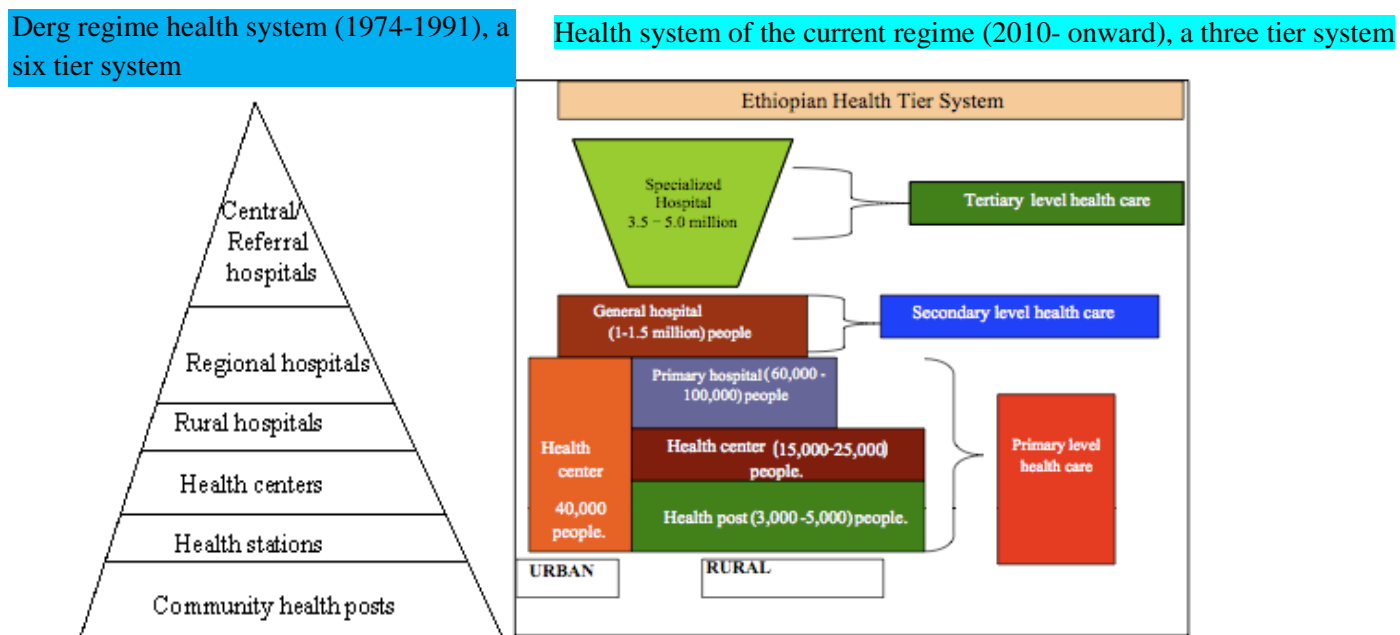 Derg regime health system (1974-1991), a
six tier system
Health system of the current regime (2010- onward), a three tier system
Central/
Referral
hospitals
Regional hospitals
Rural hospitals
Health centers
Health stations
Community health posts
Ethiopian Health Tier System
Specialized
Hospital
3.5 – 5.0 million
Tertiary level health care
General hospital
(1-1.5 million) people
Secondary level health care
Primary hospital (60,000 -
100,000) people
Health
center
40,000
people.
Health center (15,000-25,000)
people.
Health post (3,000 -5,000) people.
Primary level
health care
URBAN
RURAL